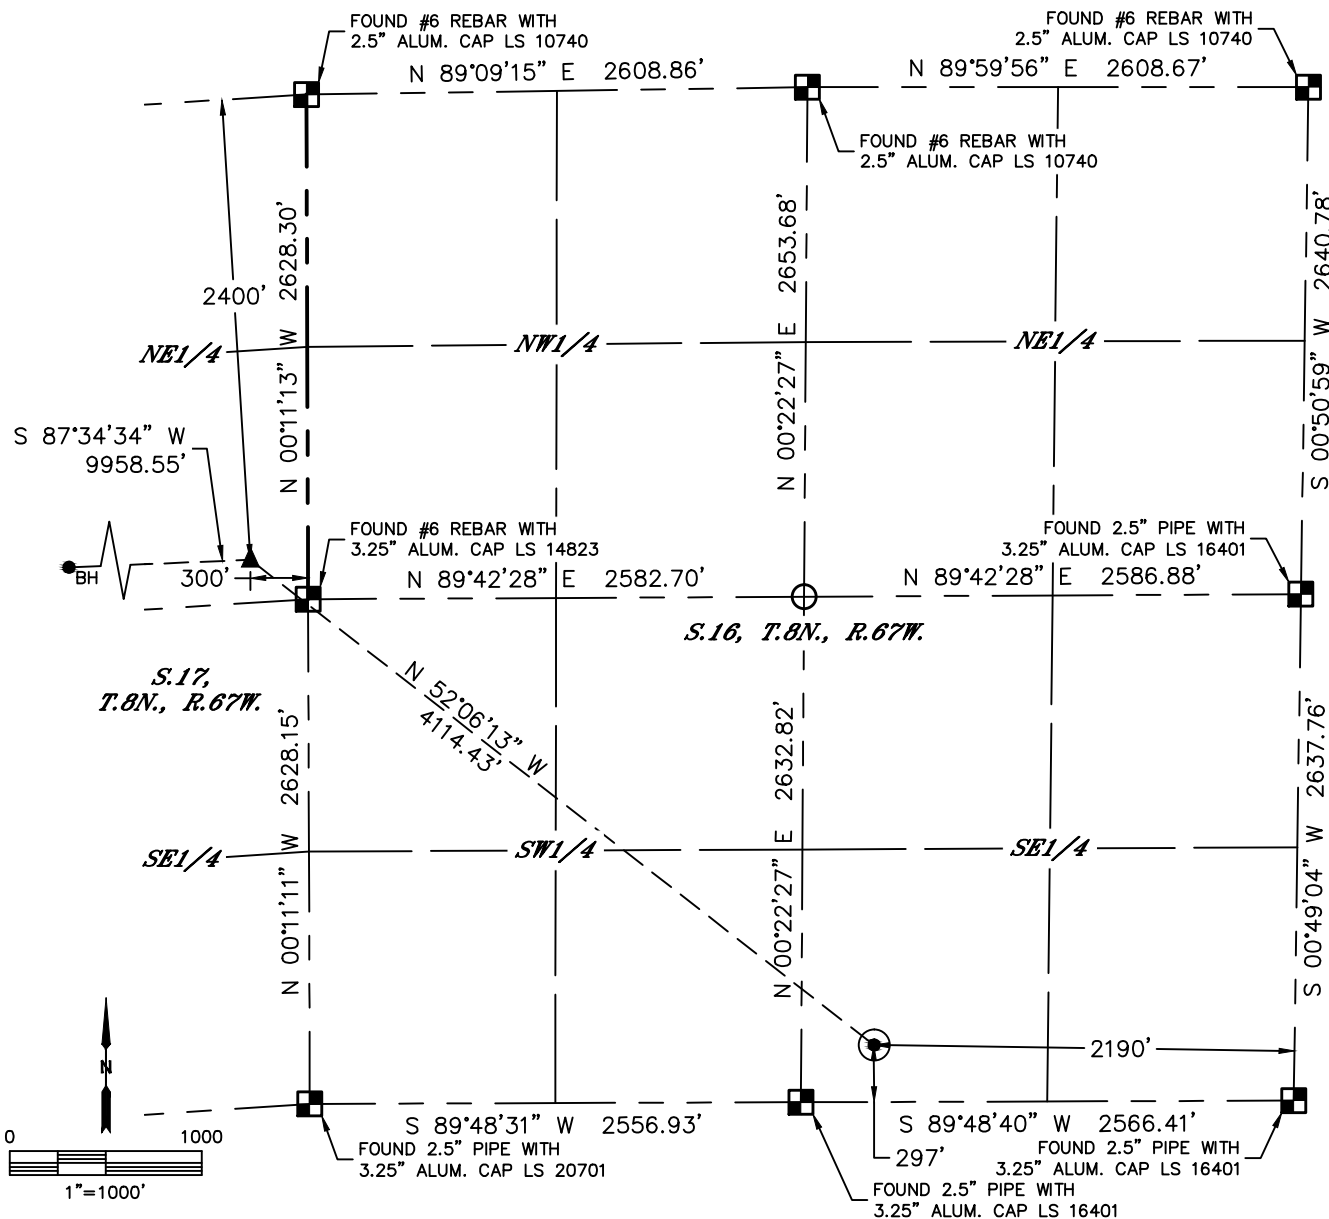 FOUND #6 REBAR WITH
2.5" ALUM. CAP LS 10740
FOUND #6 REBAR WITH
2.5" ALUM. CAP LS 10740
N 89°09'15" E 2608.86'
N 89°59'56" E 2608.67'
FOUND #6 REBAR WITH
2.5" ALUM. CAP LS 10740
N 00°11'13" W 2628.30'
N 00°22'27" E 2653.68'
S 00°50'59" W 2640.78'
2400'
NE1/4
NW1/4
NE1/4
S 87°34'34" W
9958.55'
FOUND #6 REBAR WITH
3.25" ALUM. CAP LS 14823
FOUND 2.5" PIPE WITH
3.25" ALUM. CAP LS 16401
BH
300'
N 89°42'28" E 2582.70'
N 89°42'28" E 2586.88'
S.16, T.8N., R.67W.
S.17,
T.8N., R.67W.
N 52°06'13" W
4114.43'
N 00°11'11" W 2628.15'
N 00°22'27" E 2632.82'
S 00°49'04" W 2637.76'
SE1/4
SW1/4
SE1/4
N
2190'
S 89°48'31" W 2556.93'
S 89°48'40" W 2566.41'
0 1000
1"=1000'
FOUND 2.5" PIPE WITH
3.25" ALUM. CAP LS 20701
297'
FOUND 2.5" PIPE WITH
3.25" ALUM. CAP LS 16401
FOUND 2.5" PIPE WITH
3.25" ALUM. CAP LS 16401